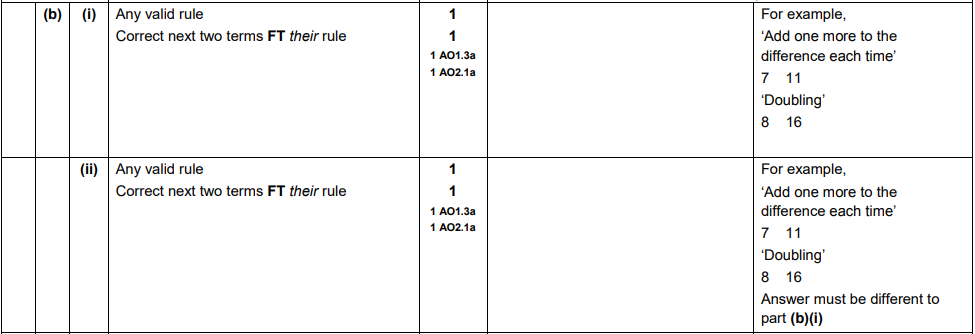 (b) (i) Any valid rule 1 For example,
Correct next two terms FT their rule 1 ‘Add one more to the
1 AO1.3a difference each time’
1 AO2.1a 7 11
‘Doubling’
8 16
(ii) Any valid rule 1 For example,
Correct next two terms FT their rule 1 ‘Add one more to the
1 AO1.3a difference each time’
1 AO2.1a 7 11
‘Doubling’
8 16
Answer must be different to
part (b)(i)